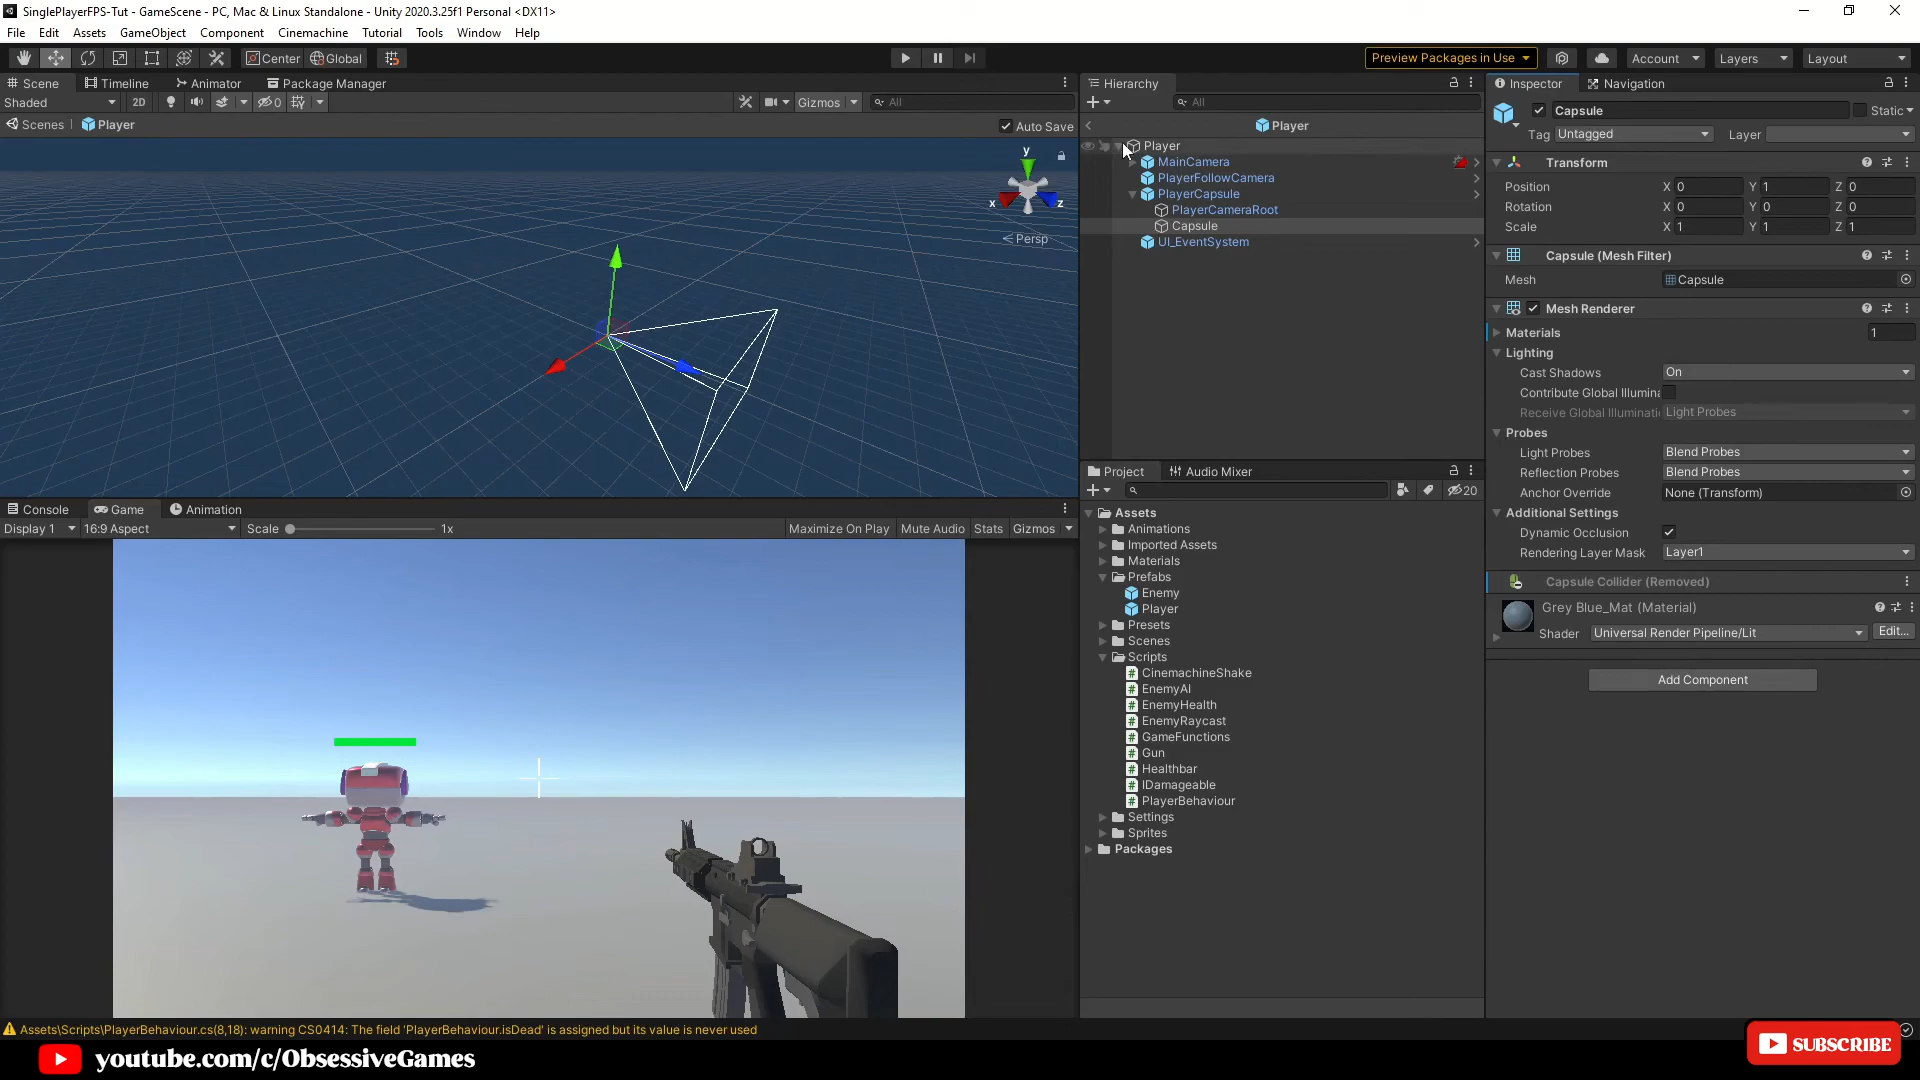 SinglePlayerFPS-Tut - GameScene - PC, Mac & Linux Standalone - Unity 2020.3.25f1 Personal <DX11>
File Edit Assets GameObject Component Cinemachine Tutorial Tools Window Help
Center Global Preview Packages in Use Account Layers Layout
Scene Timeline Animator Package Manager
Shaded 2D 0 Gizmos All
Scenes Player Auto Save
y
x
z
Persp
Console Game Animation
Display 1 16:9 Aspect Scale 1x Maximize On Play Mute Audio Stats Gizmos
Hierarchy
All
Player
Player
MainCamera
PlayerFollowCamera
PlayerCapsule
PlayerCameraRoot
Capsule
UI_EventSystem
Project Audio Mixer
20
Assets
Animations
Imported Assets
Materials
Prefabs
Enemy
Player
Presets
Scenes
Scripts
CinemachineShake
EnemyAI
EnemyHealth
EnemyRaycast
GameFunctions
Gun
Healthbar
IDamageable
PlayerBehaviour
Settings
Sprites
Packages
Inspector Navigation
Capsule Static
Tag Untagged Layer
Transform
Position X 0 Y 1 Z 0
Rotation X 0 Y 0 Z 0
Scale X 1 Y 1 Z 1
Capsule (Mesh Filter)
Mesh Capsule
Mesh Renderer
Materials 1
Lighting
Cast Shadows On
Contribute Global Illumina
Receive Global Illuminati Light Probes
Probes
Light Probes Blend Probes
Reflection Probes Blend Probes
Anchor Override None (Transform)
Additional Settings
Dynamic Occlusion
Rendering Layer Mask Layer1
Capsule Collider (Removed)
Grey Blue_Mat (Material)
Shader Universal Render Pipeline/Lit Edit...
Add Component
Assets\Scripts\PlayerBehaviour.cs(8,18): warning CS0414: The field 'PlayerBehaviour.isDead' is assigned but its value is never used
youtube.com/c/ObsessiveGames
SUBSCRIBE